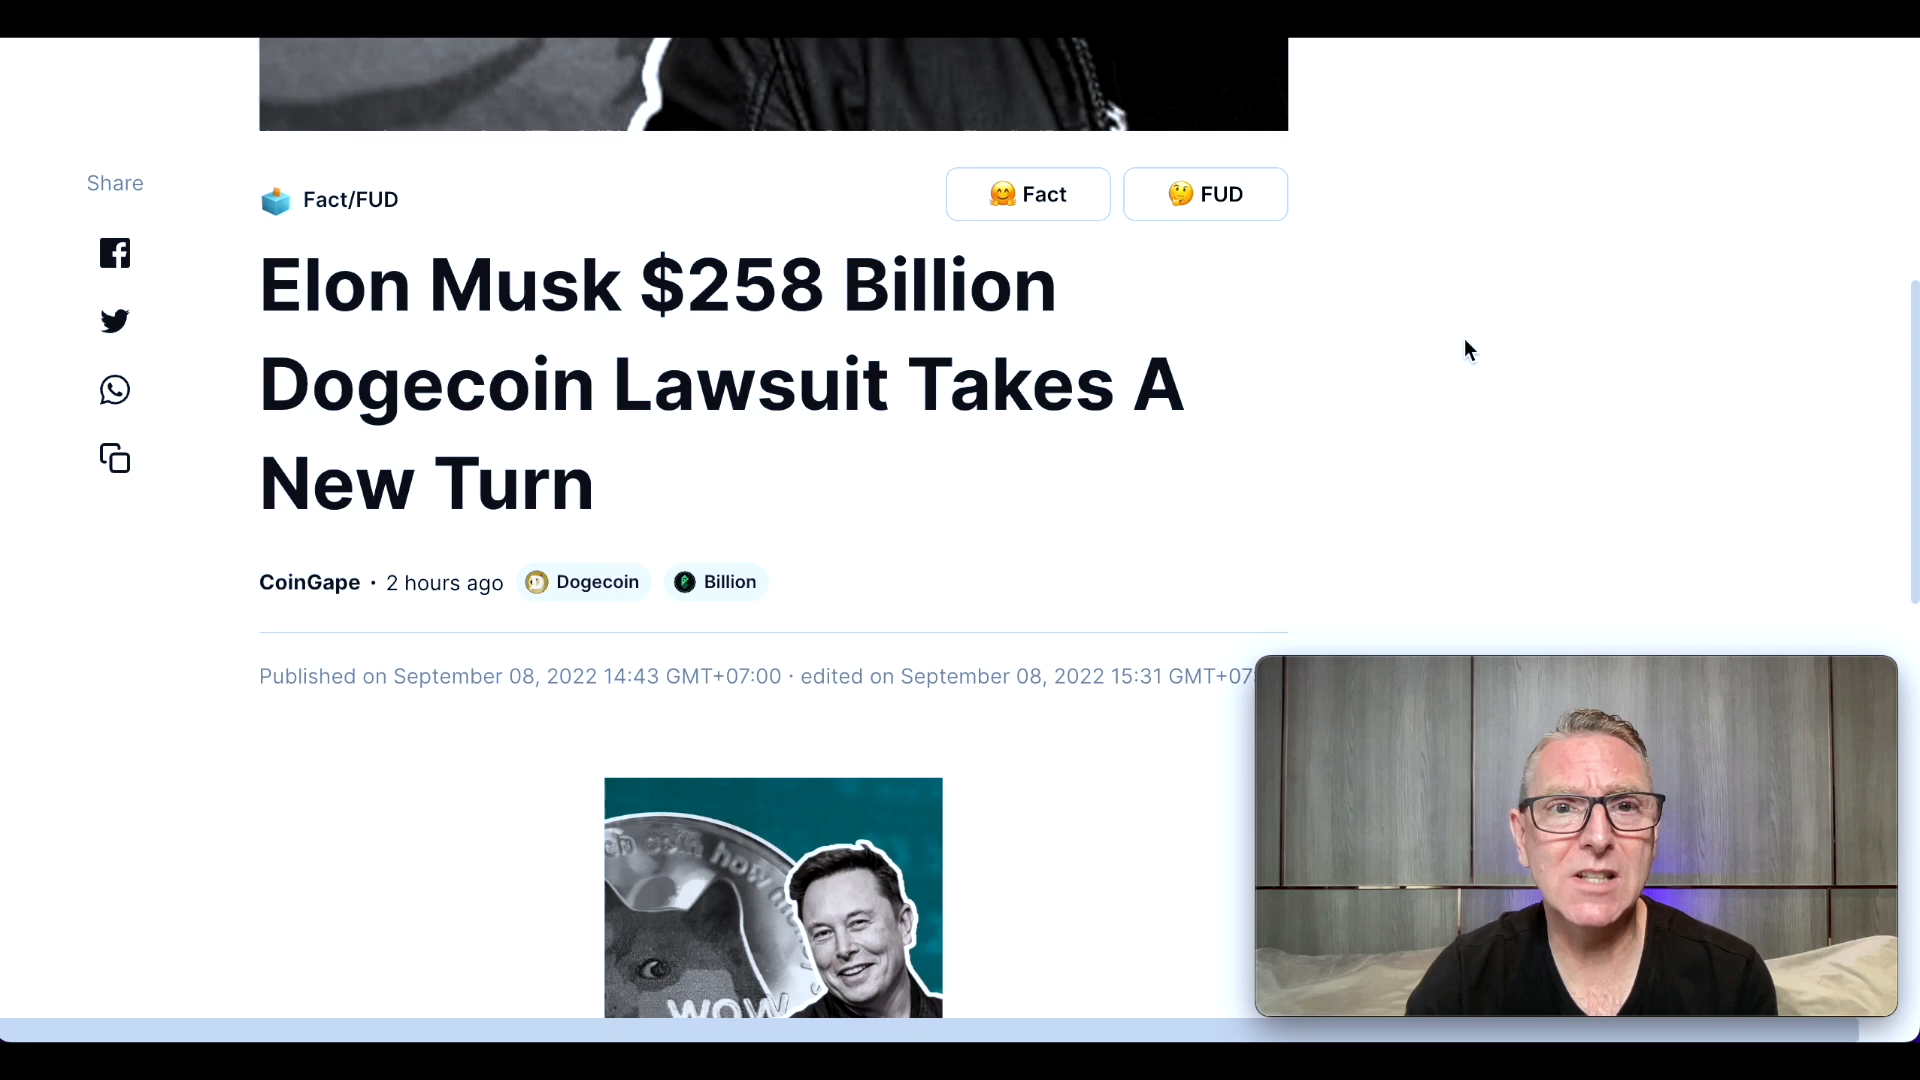 Share
Fact/FUD
Fact
FUD
Elon Musk $258 Billion
Dogecoin Lawsuit Takes A
New Turn
CoinGape · 2 hours ago
Dogecoin
Billion
Published on September 08, 2022 14:43 GMT+07:00 · edited on September 08, 2022 15:31 GMT+07:
WOW